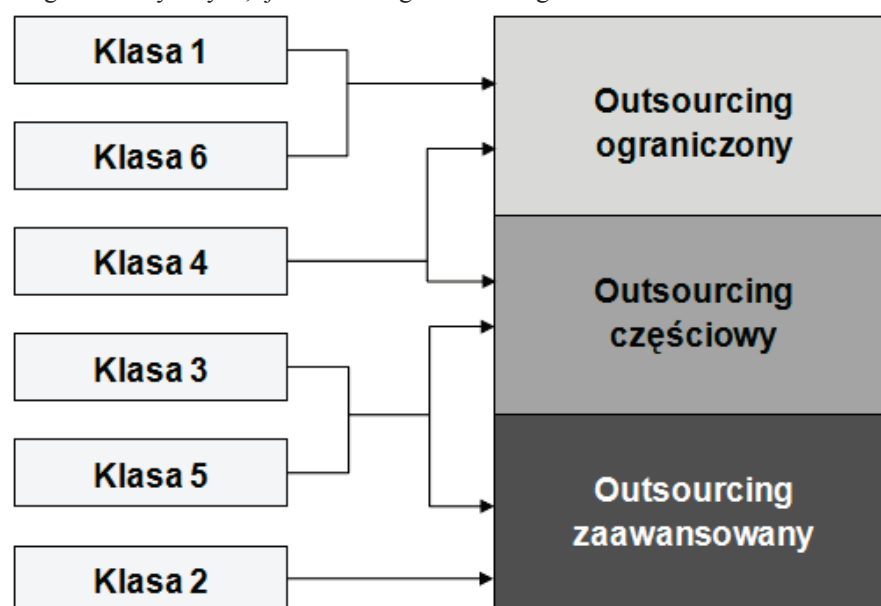 Klasa 1
Klasa 6
Klasa 4
Klasa 3
Klasa 5
Klasa 2
Outsourcing
ograniczony
Outsourcing
częściowy
Outsourcing
zaawansowany